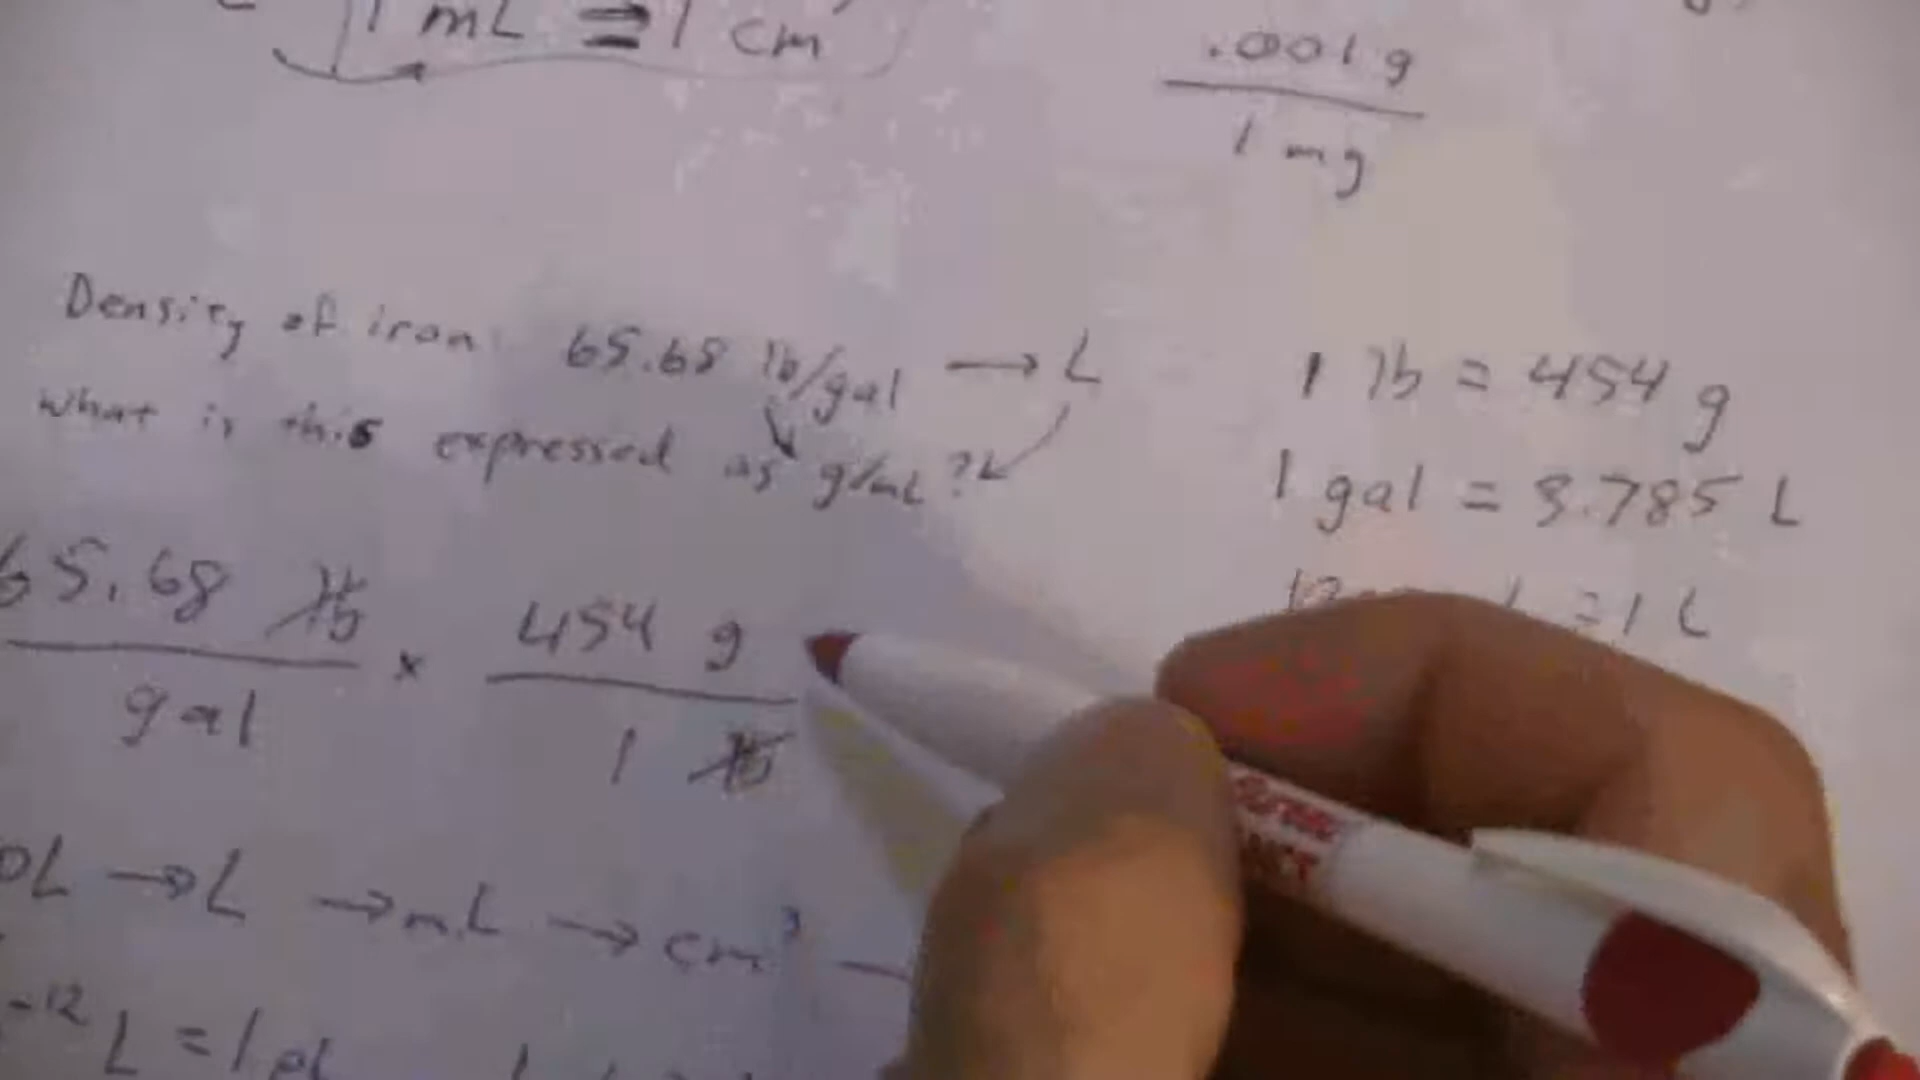 1 mL ⇒ 1 cm
.001 g
1 mg
Density of iron: 65.68 lb/gal → L
What is this expressed as g/mL?
1 lb = 454 g
1 gal = 3.785 L
= 1 L
65.68 lb
gal
×
454 g
1 lb
L → L → mL → cm³
-12 L = 1 pL